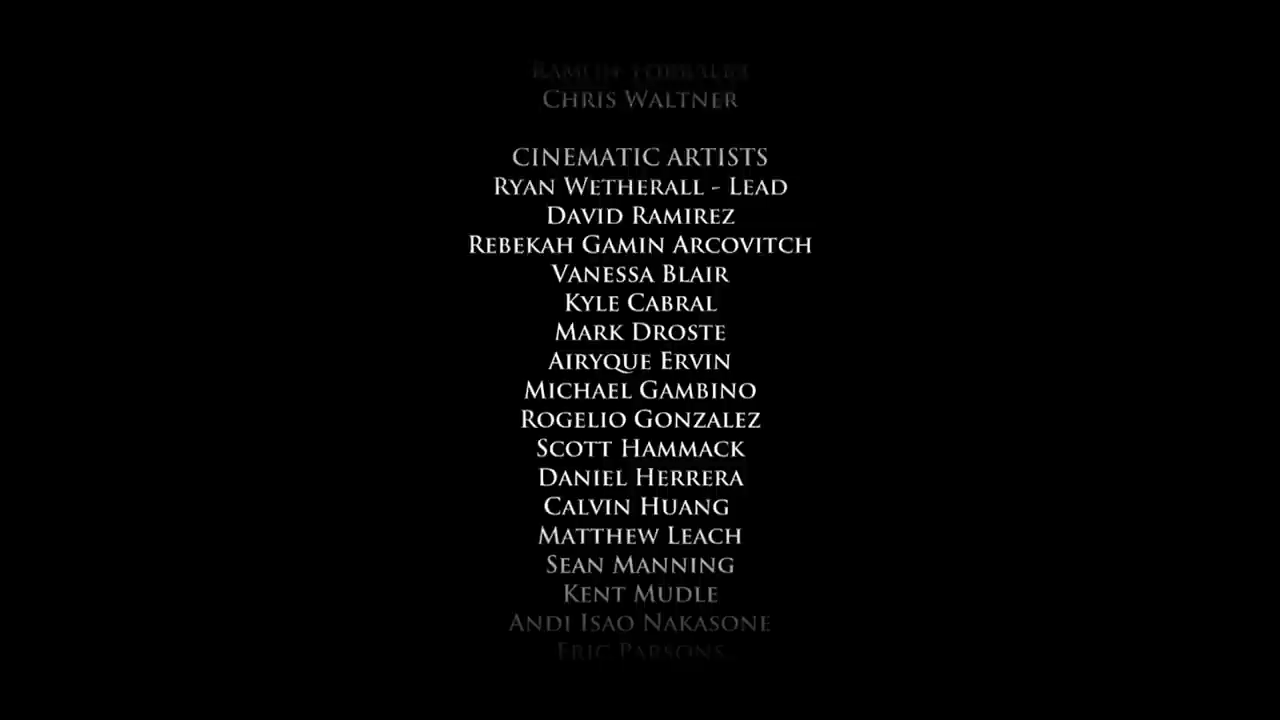 Chris Waltner
CINEMATIC ARTISTS
Ryan Wetherall - Lead
David Ramirez
Rebekah Gamin Arcovitch
Vanessa Blair
Kyle Cabral
Mark Droste
Airyque Ervin
Michael Gambino
Rogelio Gonzalez
Scott Hammack
Daniel Herrera
Calvin Huang
Matthew Leach
Sean Manning
Kent Mudle
Andi Isao Nakasone
Eric Parsons